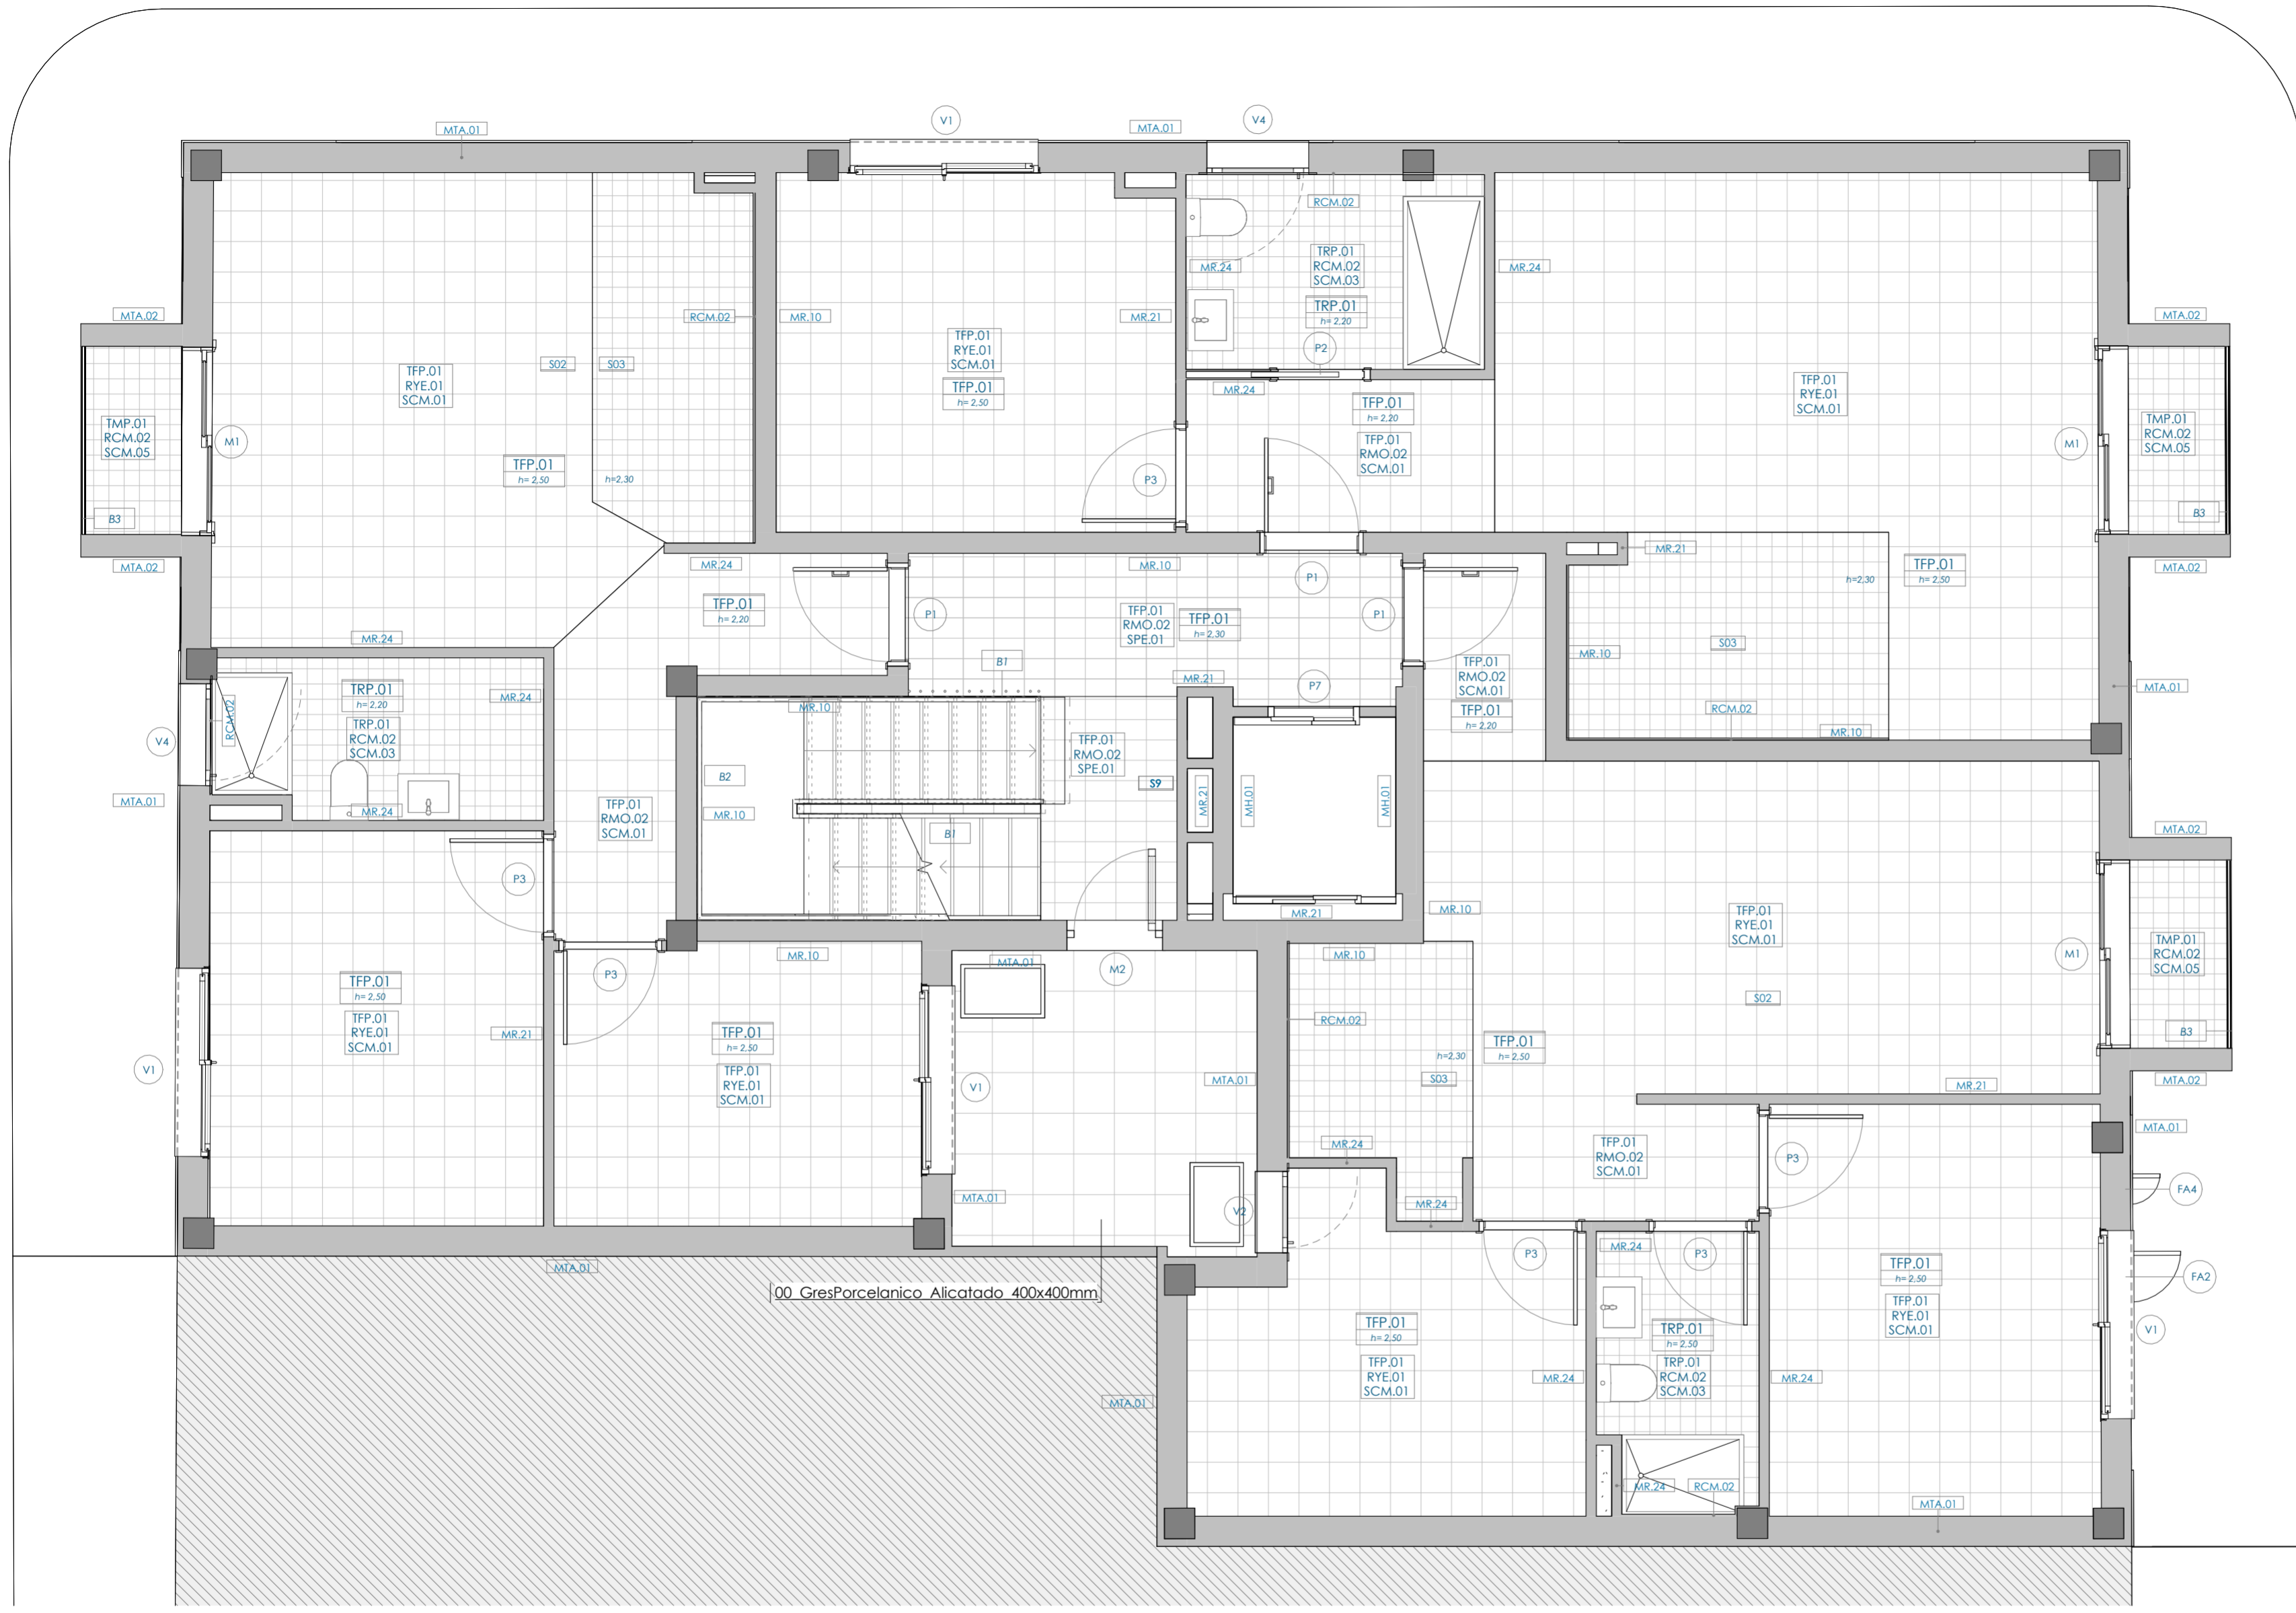 V1
V4
MTA.01
MTA.01
RCM.02
TRP.01
RCM.02
SCM.03
MR.24
MR.24
TRP.01
h= 2,20
P2
MTA.02
MTA.02
RCM.02
MR.10
MR.21
TFP.01
RYE.01
SCM.01
S02
S03
TFP.01
RYE.01
SCM.01
TFP.01
h= 2,50
MR.24
TFP.01
h= 2,20
TFP.01
RYE.01
SCM.01
TMP.01
RCM.02
SCM.05
M1
TFP.01
RMO.02
SCM.01
M1
TMP.01
RCM.02
SCM.05
TFP.01
h= 2,50
h=2,30
P3
B3
B3
MTA.02
MR.24
MR.10
P1
MR.21
h=2,30
TFP.01
h= 2,50
MTA.02
TFP.01
h= 2,20
P1
TFP.01
RMO.02
SPE.01
TFP.01
h= 2,30
P1
MR.24
MR.10
S03
B1
TFP.01
RMO.02
SCM.01
MR.21
P7
MTA.01
TRP.01
h= 2,20
MR.24
RCM.02
MR.10
RCM.02
TFP.01
h= 2,20
MR.10
TRP.01
RCM.02
SCM.03
V4
TFP.01
RMO.02
SPE.01
B2
S9
MTA.01
MR.24
TFP.01
RMO.02
SCM.01
MR.10
MR.21
MH.01
MH.01
B1
MTA.02
P3
MR.21
MR.10
TFP.01
RYE.01
SCM.01
P3
MR.10
MTA.01
M2
MR.10
M1
TMP.01
RCM.02
SCM.05
TFP.01
h= 2,50
TFP.01
RYE.01
SCM.01
MR.21
RCM.02
S02
TFP.01
h= 2,50
TFP.01
RYE.01
SCM.01
V1
V1
MTA.01
h=2,30
TFP.01
h= 2,50
S03
B3
MR.21
MTA.02
MTA.01
MR.24
TFP.01
RMO.02
SCM.01
P3
MTA.01
MR.24
FA4
V2
P3
MR.24
P3
MTA.01
00_GresPorcelanico_Alicatado_400x400mm
TFP.01
h= 2,50
FA2
TFP.01
h= 2,50
TRP.01
h= 2,50
TFP.01
RYE.01
SCM.01
V1
TFP.01
RYE.01
SCM.01
MR.24
TRP.01
RCM.02
SCM.03
MR.24
MTA.01
MR.24
RCM.02
MTA.01